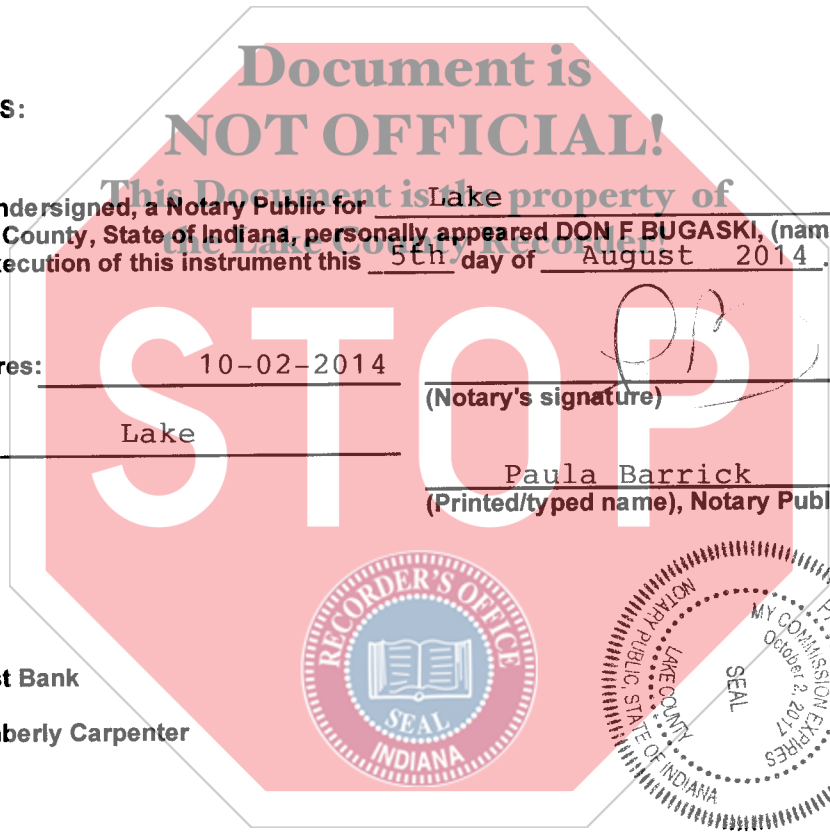 Document is
NOT OFFICIAL!
This Document is the property of
the Lake County Recorder!
STOP
S:
ndersigned, a Notary Public for Lake
County, State of Indiana, personally appeared DON F BUGASKI, (nam
ecution of this instrument this 5th day of August 2014.
res: 10-02-2014
(Notary's signature)
Lake
Paula Barrick
(Printed/typed name), Notary Publ
st Bank
berly Carpenter
RECORDER'S OFFICE
SEAL
INDIANA
NOTARY PUBLIC, STATE OF INDIANA
LAKE COUNTY
SEAL
MY COMMISSION EXPIRES
October 2, 2017